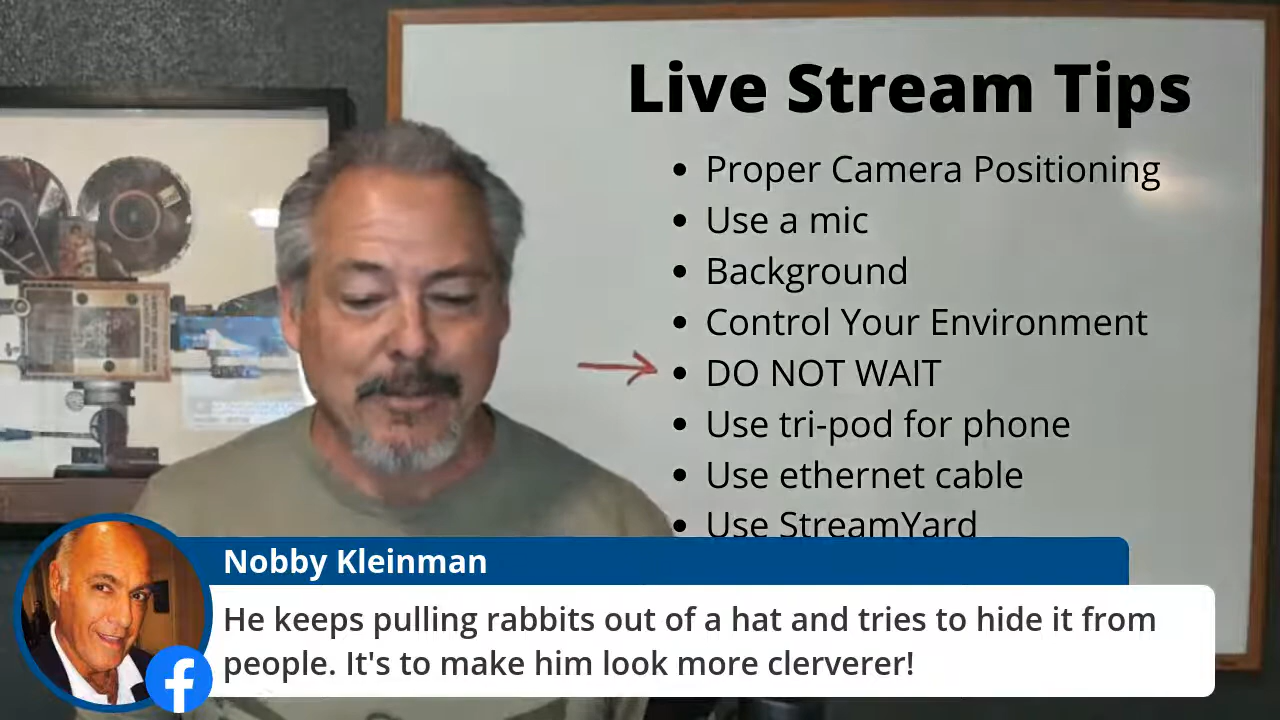 Live Stream Tips
• Proper Camera Positioning
• Use a mic
• Background
• Control Your Environment
• DO NOT WAIT
• Use tri-pod for phone
• Use ethernet cable
• Use StreamYard
Nobby Kleinman
He keeps pulling rabbits out of a hat and tries to hide it from
people. It's to make him look more clerverer!